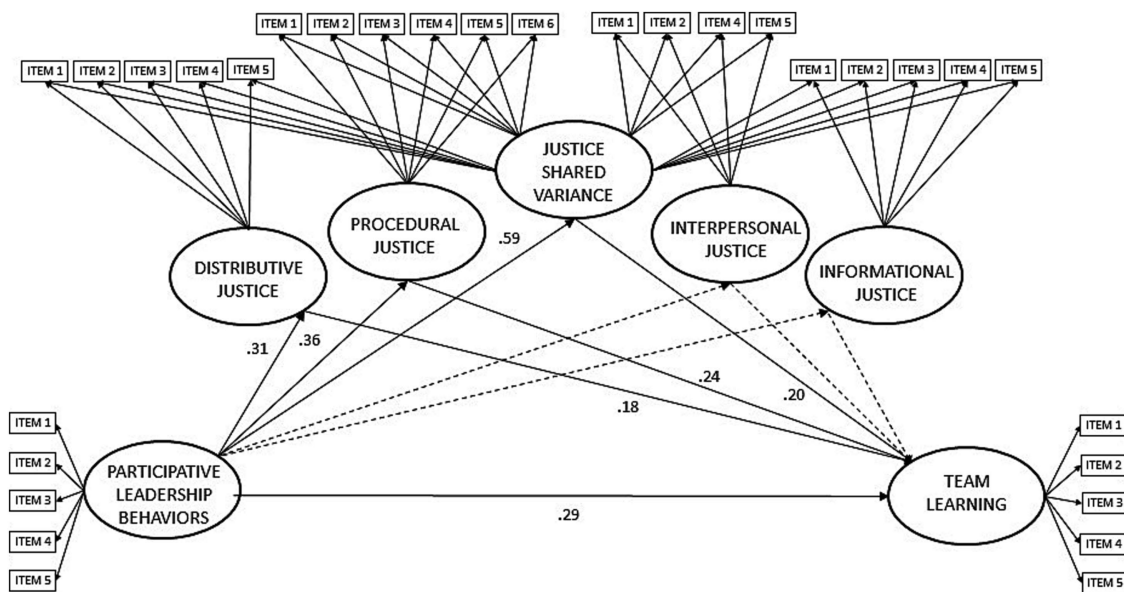 ITEM 1 ITEM 2 ITEM 3 ITEM 4 ITEM 5 ITEM 6
ITEM 1 ITEM 2 ITEM 4 ITEM 5
ITEM 1 ITEM 2 ITEM 3 ITEM 4 ITEM 5
ITEM 1 ITEM 2 ITEM 3 ITEM 4 ITEM 5
JUSTICE
SHARED
VARIANCE
PROCEDURAL
JUSTICE
INTERPERSONAL
JUSTICE
DISTRIBUTIVE
JUSTICE
INFORMATIONAL
JUSTICE
.59
.31
.36
.24
.20
.18
ITEM 1
ITEM 2
ITEM 3
ITEM 4
ITEM 5
PARTICIPATIVE
LEADERSHIP
BEHAVIORS
.29
TEAM
LEARNING
ITEM 1
ITEM 2
ITEM 3
ITEM 4
ITEM 5